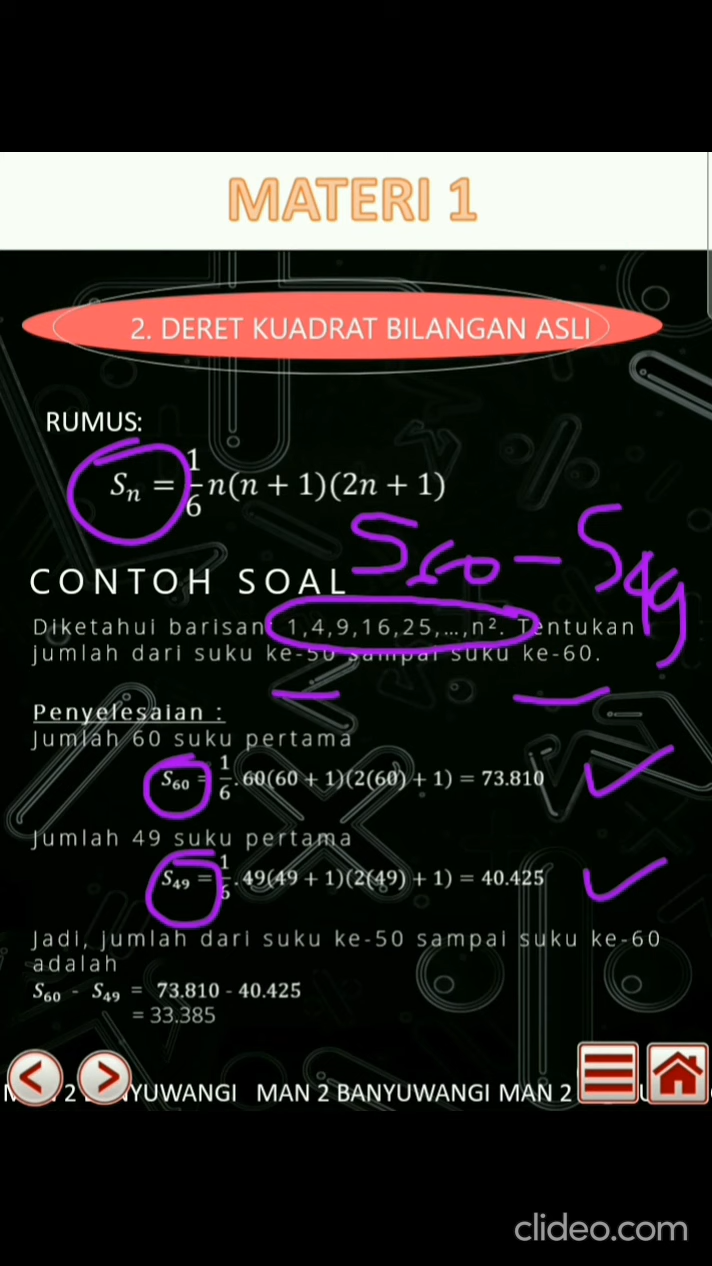 MATERI 1
2. DERET KUADRAT BILANGAN ASLI
RUMUS:
Sₙ = 1/6 n(n + 1)(2n + 1)
S₆₀ – S₄₉
CONTOH SOAL
Diketahui barisan: 1,4,9,16,25,...,n². Tentukan
jumlah dari suku ke-50 sampai suku ke-60.
Penyelesaian :
Jumlah 60 suku pertama
S₆₀ = 1/6 . 60(60 + 1)(2(60) + 1) = 73.810
Jumlah 49 suku pertama
S₄₉ = 1/6 . 49(49 + 1)(2(49) + 1) = 40.425
Jadi, jumlah dari suku ke-50 sampai suku ke-60
adalah
S₆₀ - S₄₉ = 73.810 - 40.425
= 33.385
2 YUWANGI MAN 2 BANYUWANGI MAN 2
clideo.com